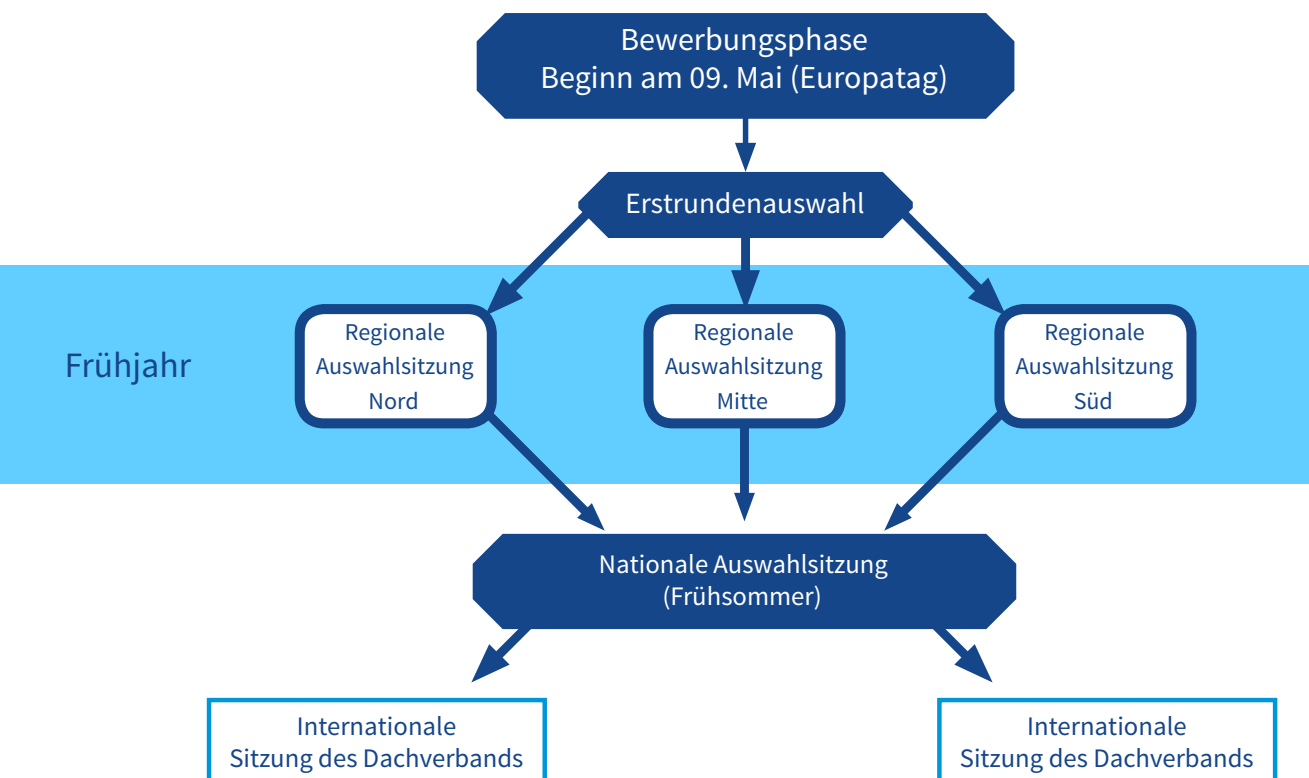 Bewerbungsphase
Beginn am 09. Mai (Europatag)
Erstrundenauswahl
Frühjahr
Regionale
Auswahlsitzung
Nord
Regionale
Auswahlsitzung
Mitte
Regionale
Auswahlsitzung
Süd
Nationale Auswahlsitzung
(Frühsommer)
Internationale
Sitzung des Dachverbands
Internationale
Sitzung des Dachverbands